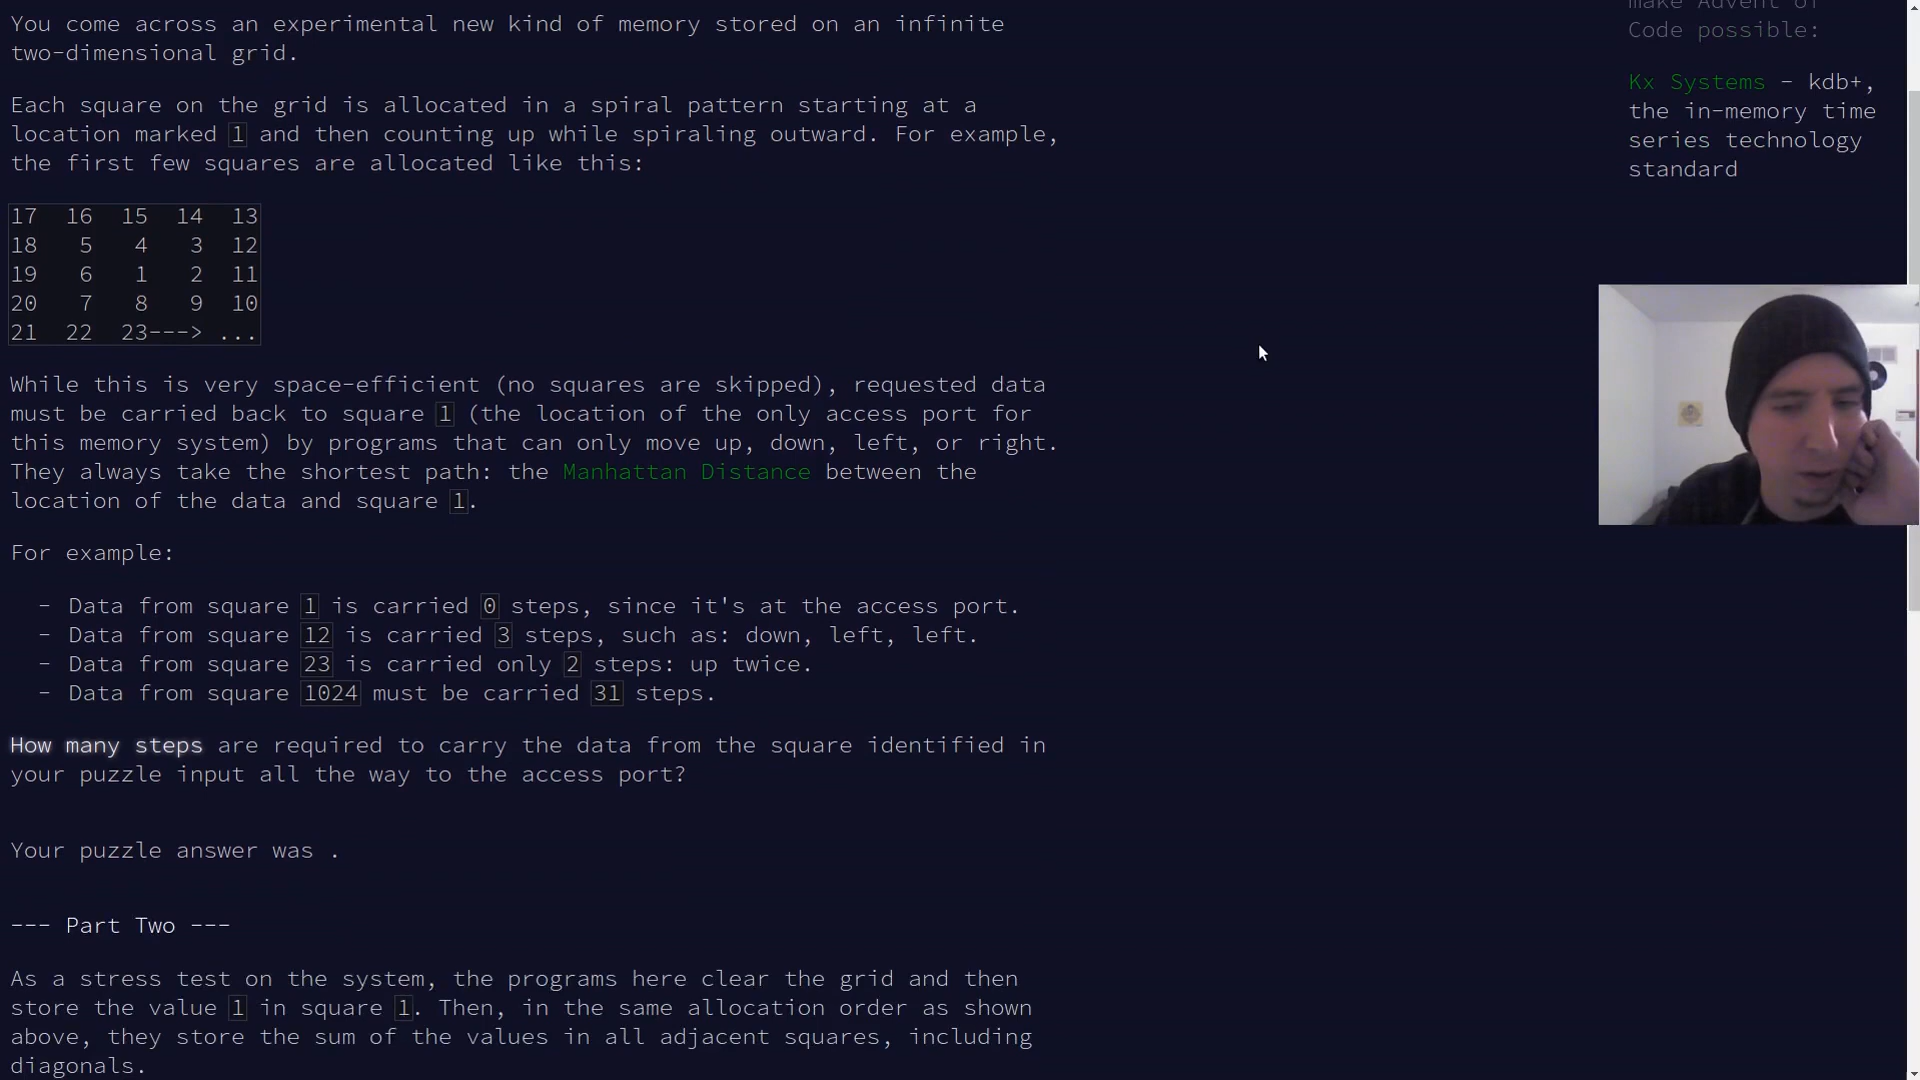 You come across an experimental new kind of memory stored on an infinite
two-dimensional grid.
Each square on the grid is allocated in a spiral pattern starting at a
location marked 1 and then counting up while spiraling outward. For example,
the first few squares are allocated like this:
17 16 15 14 13
18 5 4 3 12
19 6 1 2 11
20 7 8 9 10
21 22 23---> ...
While this is very space-efficient (no squares are skipped), requested data
must be carried back to square 1 (the location of the only access port for
this memory system) by programs that can only move up, down, left, or right.
They always take the shortest path: the Manhattan Distance between the
location of the data and square 1.
For example:
- Data from square 1 is carried 0 steps, since it's at the access port.
- Data from square 12 is carried 3 steps, such as: down, left, left.
- Data from square 23 is carried only 2 steps: up twice.
- Data from square 1024 must be carried 31 steps.
How many steps are required to carry the data from the square identified in
your puzzle input all the way to the access port?
Your puzzle answer was .
--- Part Two ---
As a stress test on the system, the programs here clear the grid and then
store the value 1 in square 1. Then, in the same allocation order as shown
above, they store the sum of the values in all adjacent squares, including
diagonals.
make Advent of
Code possible:
Kx Systems - kdb+,
the in-memory time
series technology
standard